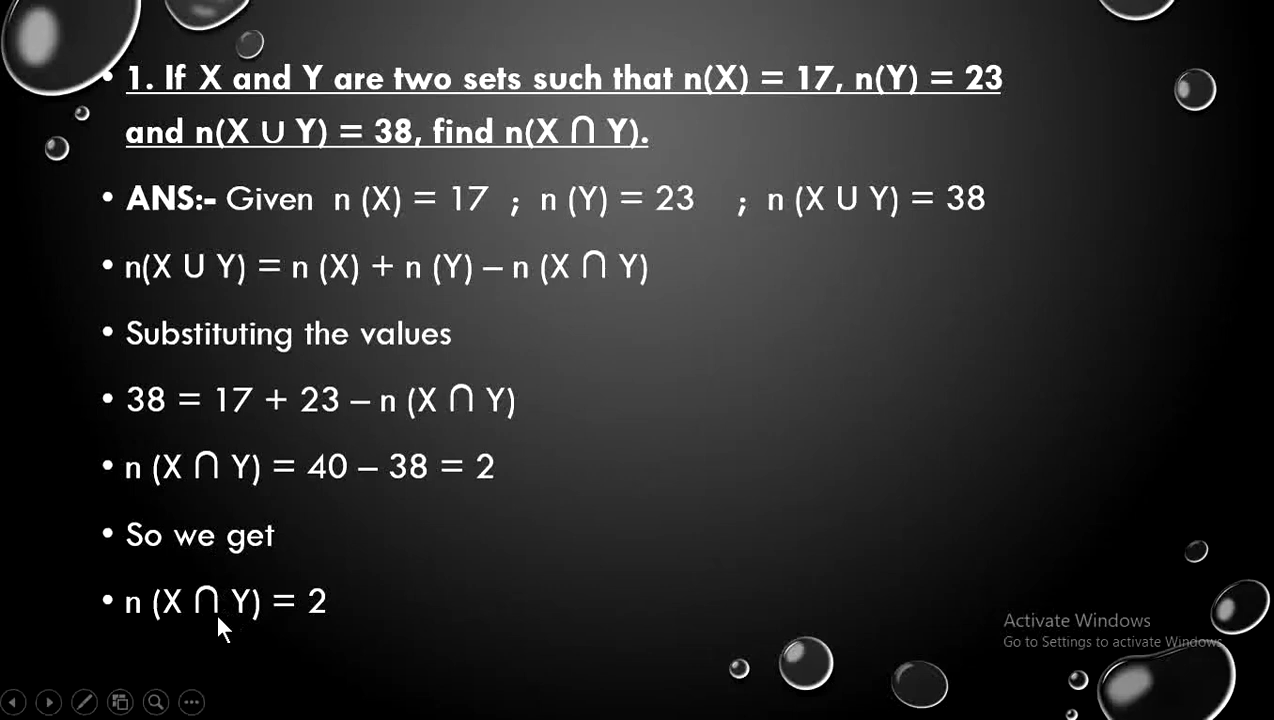 • 1. If X and Y are two sets such that n(X) = 17, n(Y) = 23
and n(X ∪ Y) = 38, find n(X ∩ Y).
• ANS:- Given n (X) = 17 ; n (Y) = 23 ; n (X U Y) = 38
• n(X U Y) = n (X) + n (Y) – n (X ∩ Y)
• Substituting the values
• 38 = 17 + 23 – n (X ∩ Y)
• n (X ∩ Y) = 40 – 38 = 2
• So we get
• n (X ∩ Y) = 2
Activate Windows
Go to Settings to activate Windows.